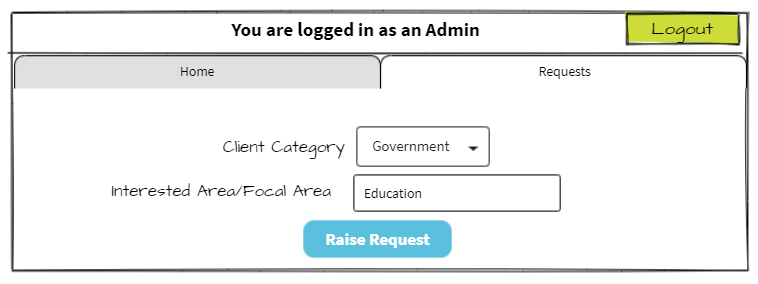 You are logged in as an Admin Logout
Home Requests
Client Category Government
Interested Area/Focal Area Education
Raise Request